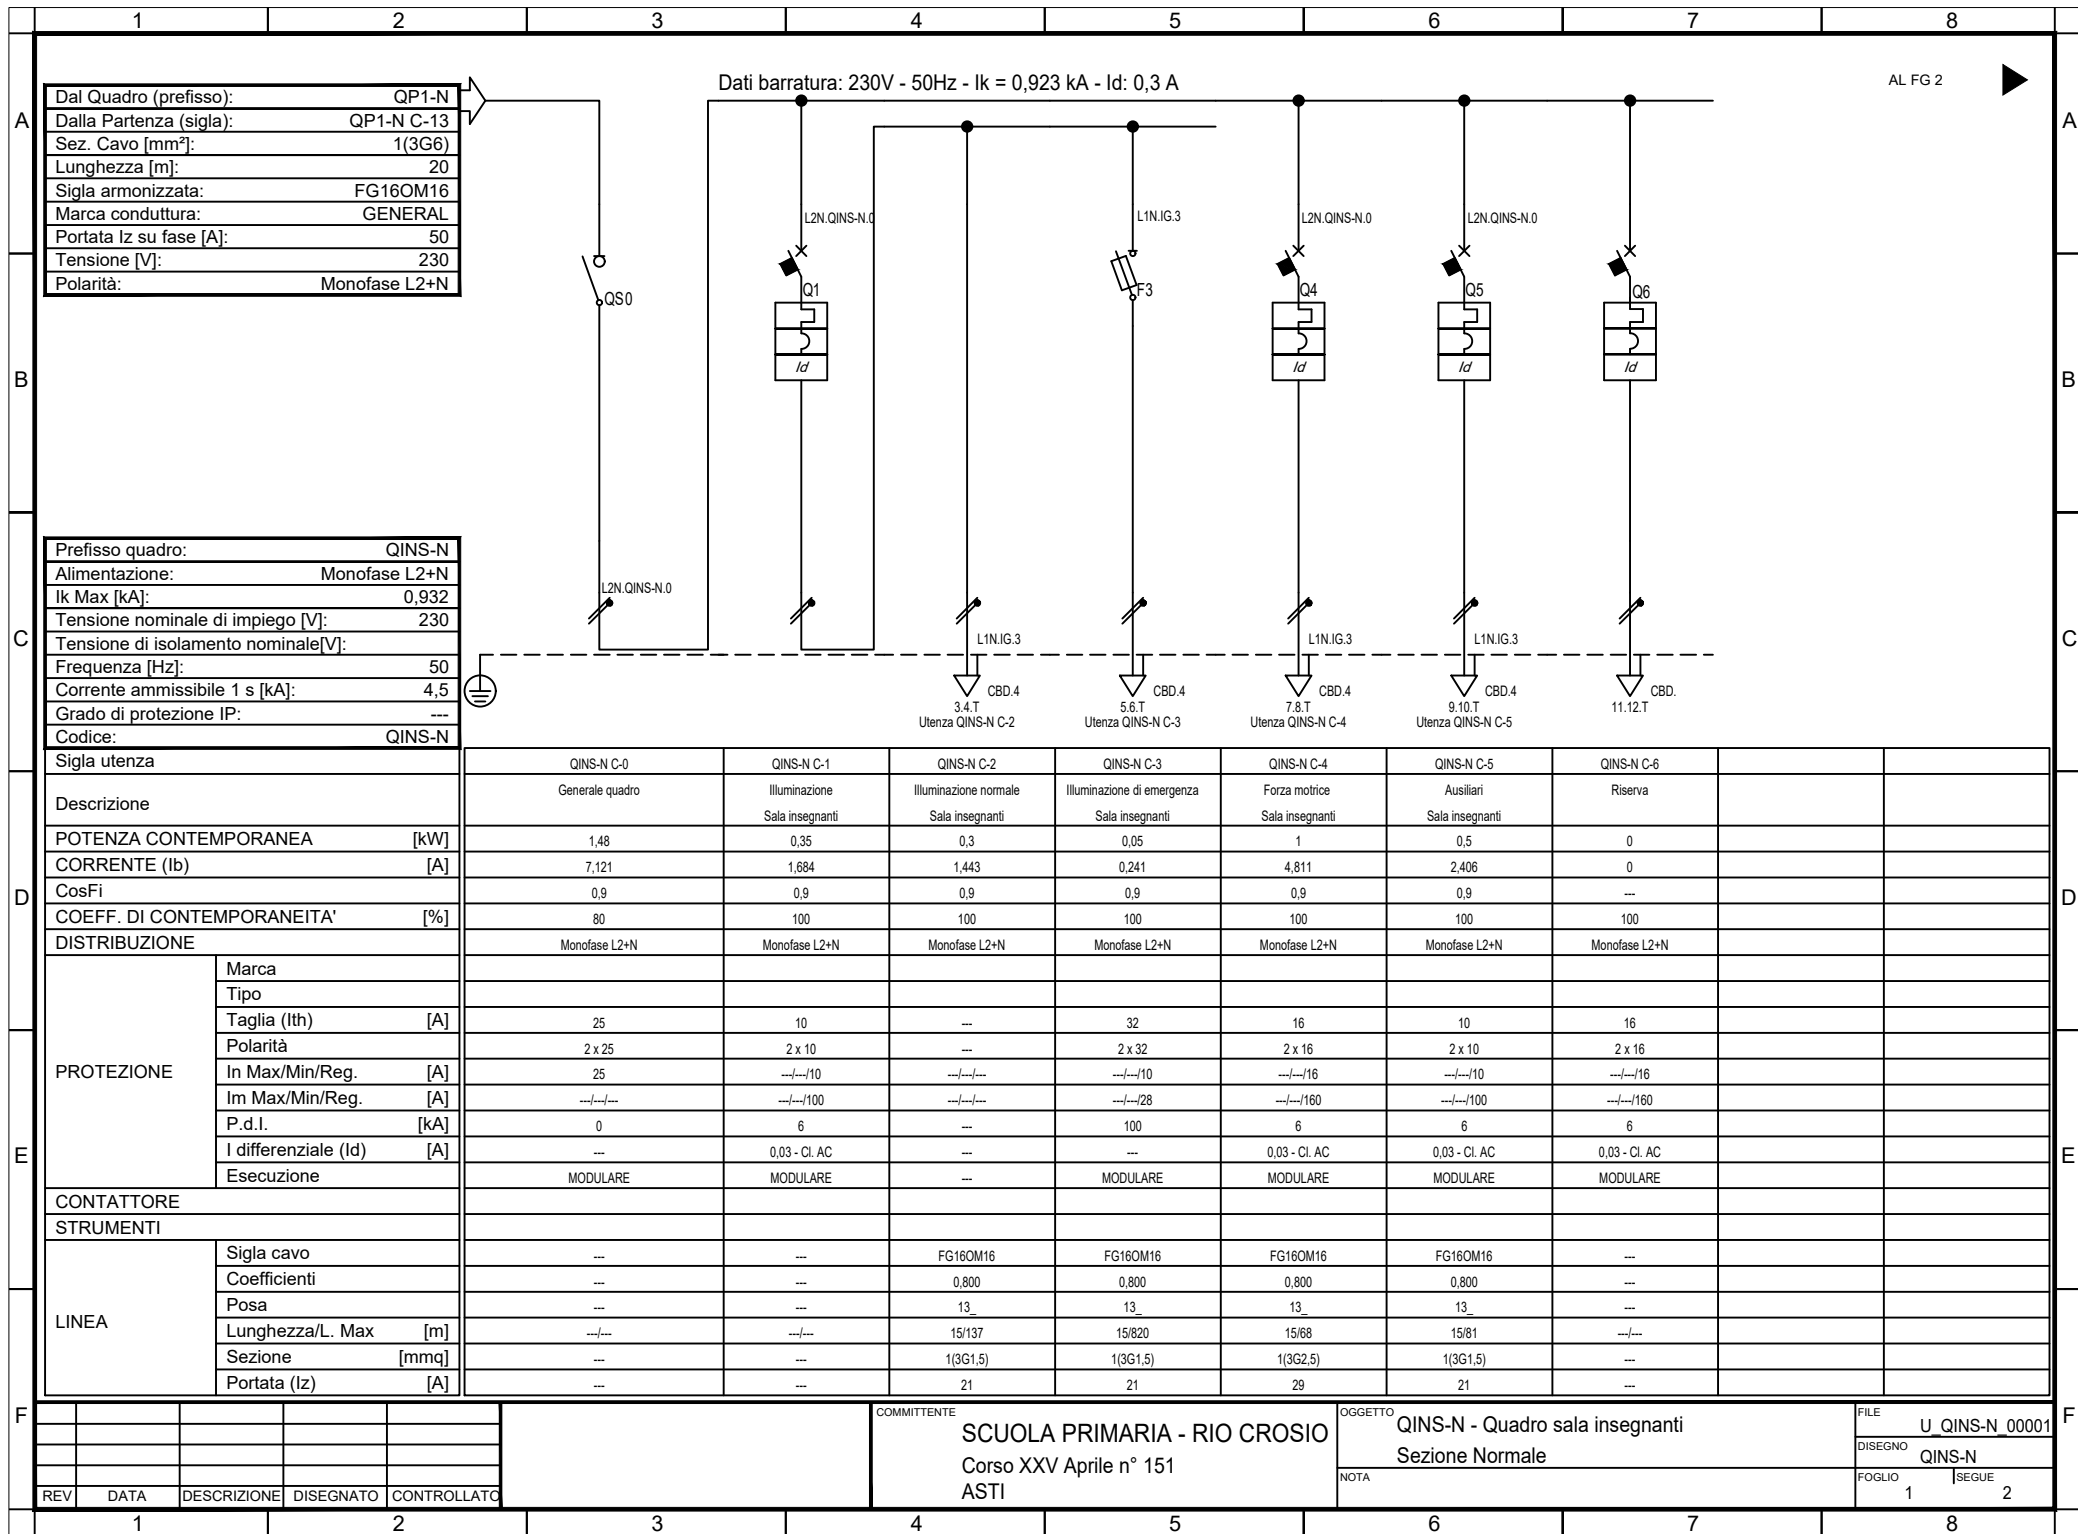 1 2 3 4 5 6 7 8
A A
B B
C C
D D
E E
F F
Dati barratura: 230V - 50Hz - Ik = 0,923 kA - Id: 0,3 A
AL FG 2
Dal Quadro (prefisso): QP1-N
Dalla Partenza (sigla): QP1-N C-13
Sez. Cavo [mm²]: 1(3G6)
Lunghezza [m]: 20
Sigla armonizzata: FG16OM16
Marca conduttura: GENERAL
Portata Iz su fase [A]: 50
Tensione [V]: 230
Polarità: Monofase L2+N
L2N.QINS-N.0 L1N.IG.3 L2N.QINS-N.0 L2N.QINS-N.0
QS0 Q1 F3 Q4 Q5 Q6
Id Id Id Id
Prefisso quadro: QINS-N
Alimentazione: Monofase L2+N
Ik Max [kA]: 0,932
Tensione nominale di impiego [V]: 230
Tensione di isolamento nominale[V]:
Frequenza [Hz]: 50
Corrente ammissibile 1 s [kA]: 4,5
Grado di protezione IP: ---
Codice: QINS-N
L2N.QINS-N.0
L1N.IG.3 L1N.IG.3 L1N.IG.3
CBD.4 CBD.4 CBD.4 CBD.4 CBD.
3.4.T 5.6.T 7.8.T 9.10.T 11.12.T
Utenza QINS-N C-2 Utenza QINS-N C-3 Utenza QINS-N C-4 Utenza QINS-N C-5
Sigla utenza QINS-N C-0 QINS-N C-1 QINS-N C-2 QINS-N C-3 QINS-N C-4 QINS-N C-5 QINS-N C-6
Descrizione Generale quadro Illuminazione Illuminazione normale Illuminazione di emergenza Forza motrice Ausiliari Riserva
Sala insegnanti Sala insegnanti Sala insegnanti Sala insegnanti Sala insegnanti
POTENZA CONTEMPORANEA [kW] 1,48 0,35 0,3 0,05 1 0,5 0
CORRENTE (Ib) [A] 7,121 1,684 1,443 0,241 4,811 2,406 0
CosFi 0,9 0,9 0,9 0,9 0,9 0,9 ---
COEFF. DI CONTEMPORANEITA' [%] 80 100 100 100 100 100 100
DISTRIBUZIONE Monofase L2+N Monofase L2+N Monofase L2+N Monofase L2+N Monofase L2+N Monofase L2+N Monofase L2+N
PROTEZIONE
Marca
Tipo
Taglia (Ith) [A] 25 10 --- 32 16 10 16
Polarità 2 x 25 2 x 10 --- 2 x 32 2 x 16 2 x 10 2 x 16
In Max/Min/Reg. [A] 25 ---/---/10 ---/---/--- ---/---/10 ---/---/16 ---/---/10 ---/---/16
Im Max/Min/Reg. [A] ---/---/--- ---/---/100 ---/---/--- ---/---/28 ---/---/160 ---/---/100 ---/---/160
P.d.I. [kA] 0 6 --- 100 6 6 6
I differenziale (Id) [A] --- 0,03 - Cl. AC --- --- 0,03 - Cl. AC 0,03 - Cl. AC 0,03 - Cl. AC
Esecuzione MODULARE MODULARE --- MODULARE MODULARE MODULARE MODULARE
CONTATTORE
STRUMENTI
LINEA
Sigla cavo --- --- FG16OM16 FG16OM16 FG16OM16 FG16OM16 ---
Coefficienti --- --- 0,800 0,800 0,800 0,800 ---
Posa --- --- 13_ 13_ 13_ 13_ ---
Lunghezza/L. Max [m] ---/--- ---/--- 15/137 15/820 15/68 15/81 ---/---
Sezione [mmq] --- --- 1(3G1,5) 1(3G1,5) 1(3G2,5) 1(3G1,5) ---
Portata (Iz) [A] --- --- 21 21 29 21 ---
REV DATA DESCRIZIONE DISEGNATO CONTROLLATO
COMMITTENTE
SCUOLA PRIMARIA - RIO CROSIO
Corso XXV Aprile n° 151
ASTI
OGGETTO
QINS-N - Quadro sala insegnanti
Sezione Normale
NOTA
FILE
U_QINS-N_00001
DISEGNO
QINS-N
FOGLIO SEGUE
1 2
1 2 3 4 5 6 7 8